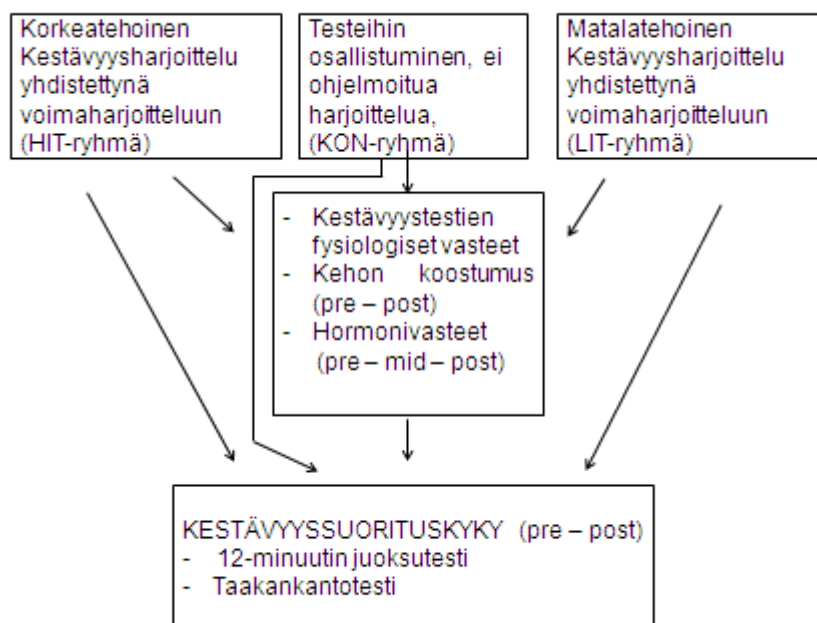 Korkeatehoinen
Kestävyysharjoittelu
yhdistettynä
voimaharjoitteluun
(HIT-ryhmä)
Testeihin
osallistuminen, ei
ohjelmoitua
harjoittelua,
(KON-ryhmä)
Matalatehoinen
Kestävyysharjoittelu
yhdistettynä
voimaharjoitteluun
(LIT-ryhmä)
- Kestävyystestien
fysiologiset vasteet
- Kehon koostumus
(pre – post)
- Hormonivasteet
(pre – mid – post)
KESTÄVYYSSUORITUSKYKY (pre – post)
- 12-minuutin juoksutesti
- Taakankantotesti